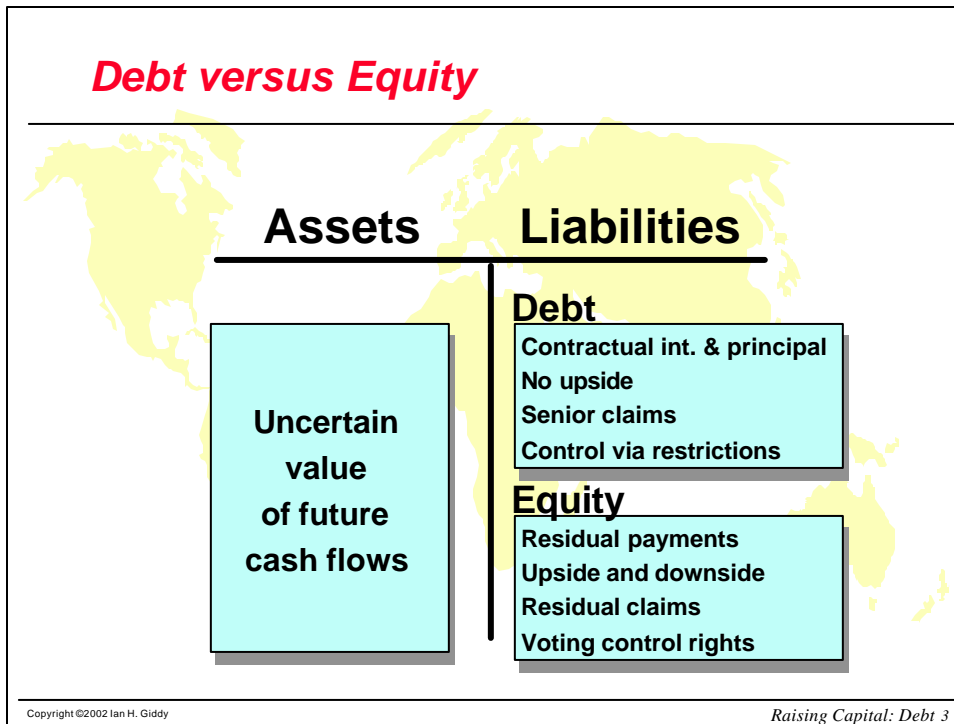 Debt versus Equity
Assets
Liabilities
Uncertain
value
of future
cash flows
Debt
Contractual int. & principal
No upside
Senior claims
Control via restrictions
Equity
Residual payments
Upside and downside
Residual claims
Voting control rights
Copyright ©2002 Ian H. Giddy
Raising Capital: Debt 3